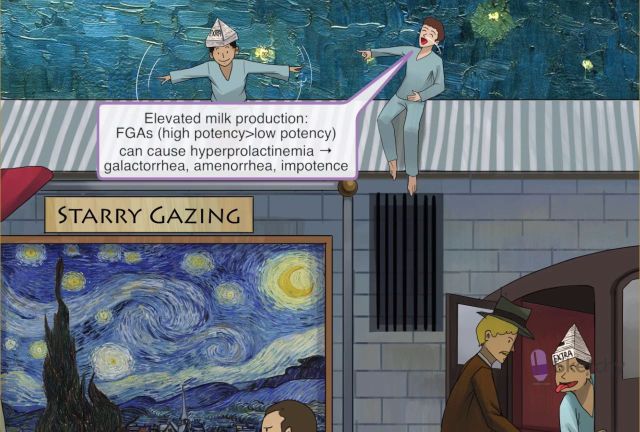 Elevated milk production:
FGAs (high potency>low potency)
can cause hyperprolactinemia →
galactorrhea, amenorrhea, impotence
STARRY GAZING
EXTRA